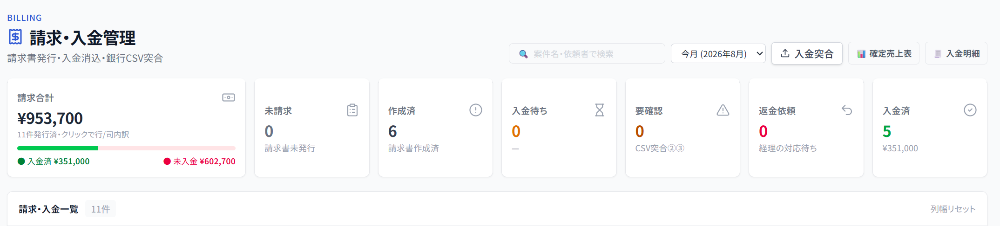 BILLING
請求・入金管理
請求書発行・入金消込・銀行CSV突合
案件名・依頼者で検索
今月 (2026年8月)
入金突合
確定売上表
入金明細
請求合計
¥953,700
11件発行済・クリックで行/司内訳
入金済 ¥351,000
未入金 ¥602,700
未請求
0
請求書未発行
作成済
6
請求書作成済
入金待ち
0
—
要確認
0
CSV突合②③
返金依頼
0
経理の対応待ち
入金済
5
¥351,000
請求・入金一覧
11件
列幅リセット